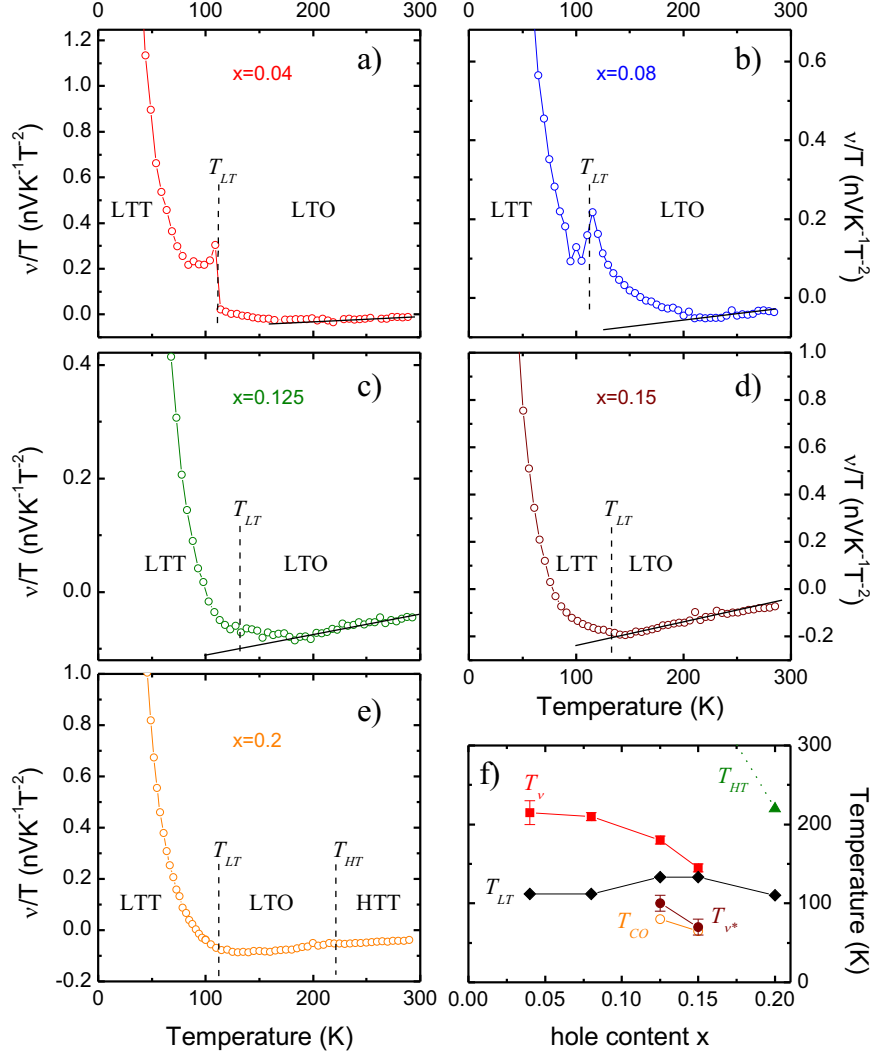 0 100 200 300
0 100 200 300
a)
x=0.04
T_LT
LTT
LTO
ν/T (nVK⁻¹T⁻²)
1.2
1.0
0.8
0.6
0.4
0.2
0.0
b)
x=0.08
T_LT
LTT
LTO
ν/T (nVK⁻¹T⁻²)
0.6
0.4
0.2
0.0
c)
x=0.125
T_LT
LTT
LTO
ν/T (nVK⁻¹T⁻²)
0.4
0.2
0.0
d)
x=0.15
T_LT
LTT
LTO
ν/T (nVK⁻¹T⁻²)
1.0
0.8
0.6
0.4
0.2
0.0
-0.2
0 100 200 300
Temperature (K)
e)
x=0.2
T_LT
T_HT
LTT
LTO
HTT
ν/T (nVK⁻¹T⁻²)
1.0
0.8
0.6
0.4
0.2
0.0
-0.2
0 100 200 300
Temperature (K)
f)
T_ν
T_HT
T_LT
T_CO
T_ν*
Temperature (K)
300
200
100
0
0.00 0.05 0.10 0.15 0.20
hole content x